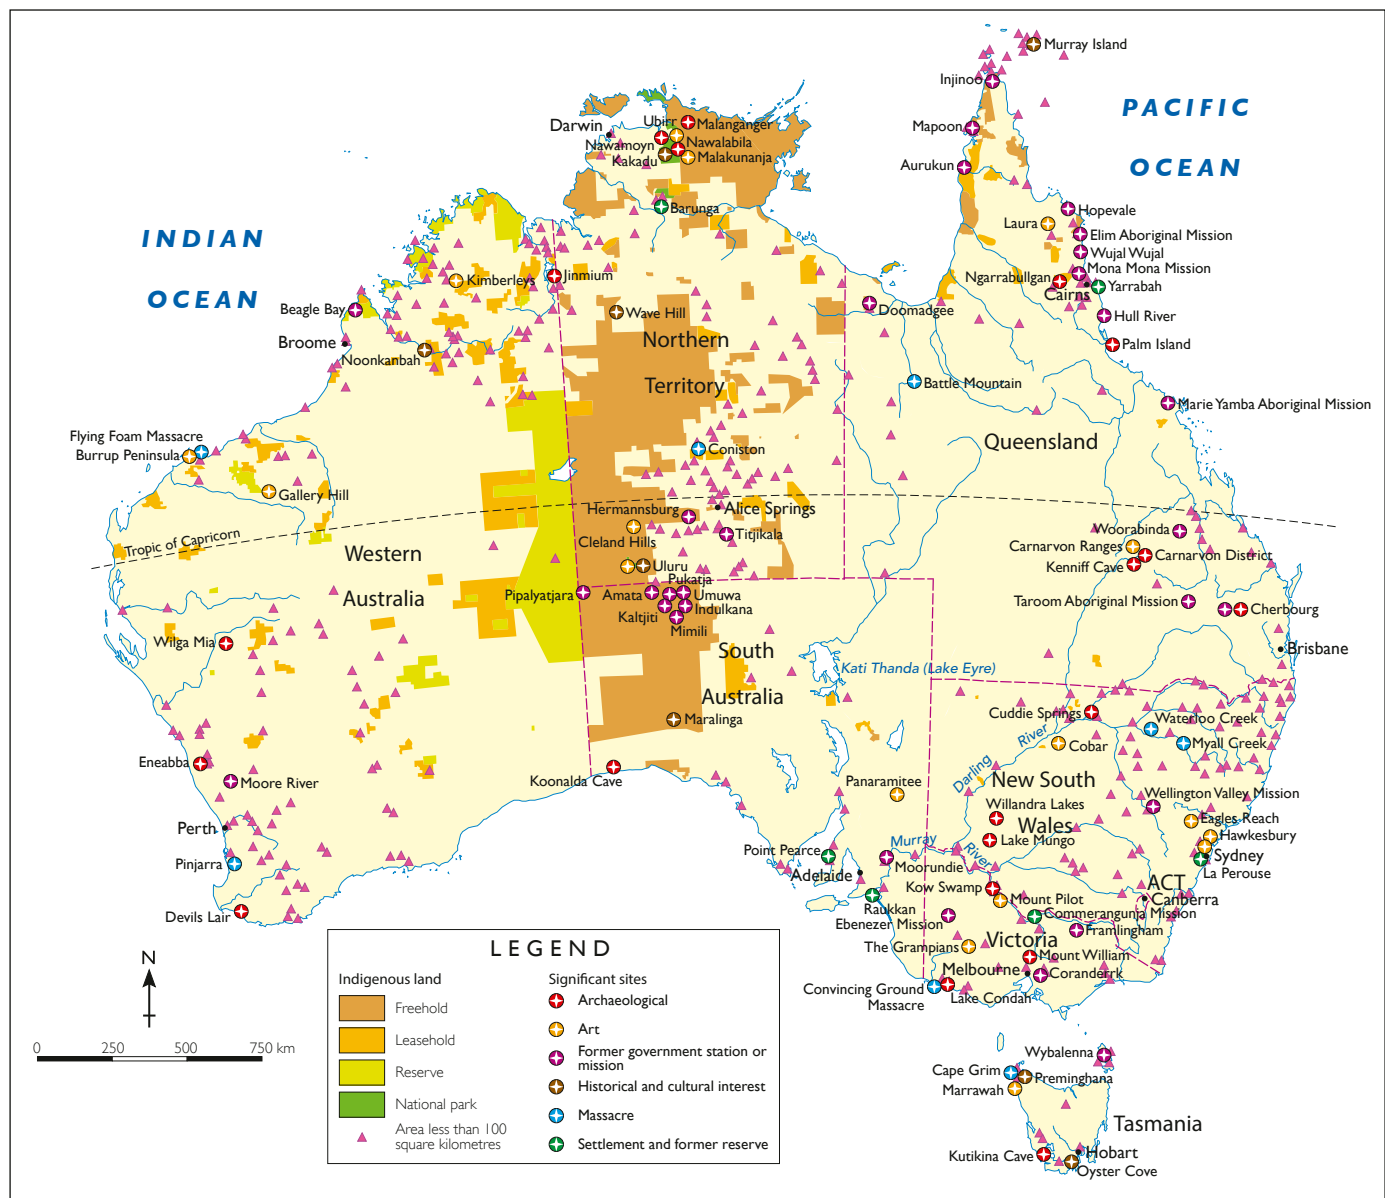 Murray Island
Injinoo
PACIFIC
OCEAN
Mapoon
Aurukun
Darwin
Ubirr
Malanganger
Nawamoyn
Nawalabila
Kakadu
Malakunanja
Barunga
Hopevale
Laura
Elim Aboriginal Mission
Wujal Wujal
Mona Mona Mission
Ngarrabullgan
Cairns
Yarrabah
INDIAN
OCEAN
Kimberleys
Jinmium
Beagle Bay
Wave Hill
Doomadgee
Hull River
Broome
Noonkanbah
Northern
Territory
Palm Island
Battle Mountain
Marie Yamba Aboriginal Mission
Flying Foam Massacre
Burrup Peninsula
Coniston
Queensland
Gallery Hill
Hermannsburg
Alice Springs
Cleland Hills
Titjikala
Woorabinda
Tropic of Capricorn
Western
Australia
Carnarvon Ranges
Carnarvon District
Kenniff Cave
Uluru
Pukatja
Pipalyatjara
Amata
Umuwa
Kaltjiti
Indulkana
Mimili
Taroom Aboriginal Mission
Cherbourg
Wilga Mia
South
Australia
Kati Thanda (Lake Eyre)
Brisbane
Maralinga
Cuddie Springs
Waterloo Creek
River
Cobar
Myall Creek
Eneabba
Koonalda Cave
Moore River
Panaramitee
Darling
New South
Wales
Wellington Valley Mission
Willandra Lakes
Eagles Reach
Perth
Lake Mungo
Hawkesbury
Murray
River
Sydney
Pinjarra
Point Pearce
Moorundie
La Perouse
Adelaide
Kow Swamp
ACT
Mount Pilot
Canberra
Devils Lair
Raukkan
Commerangunja Mission
Ebenezer Mission
Framlingham
The Grampians
Victoria
Mount William
Melbourne
Coranderrk
Convincing Ground
Massacre
Lake Condah
Wybalenna
Cape Grim
Preminghana
Marrawah
Tasmania
Kutikina Cave
Hobart
Oyster Cove
N
0 250 500 750 km
LEGEND
Indigenous land
Freehold
Leasehold
Reserve
National park
Area less than 100
square kilometres
Significant sites
Archaeological
Art
Former government station or
mission
Historical and cultural interest
Massacre
Settlement and former reserve